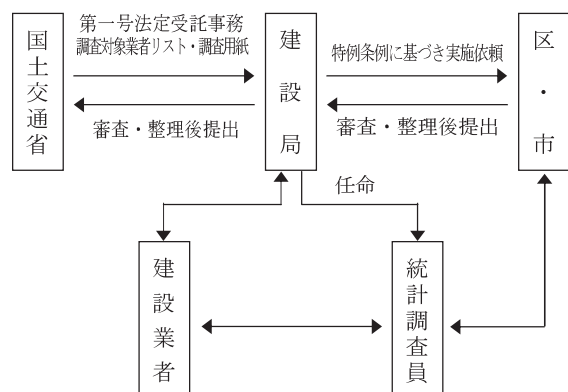 第一号法定受託事務
調査対象業者リスト・調査用紙
国土交通省
審査・整理後提出
建設局
特例条例に基づき実施依頼
審査・整理後提出
区・市
任命
建設業者
統計調査員